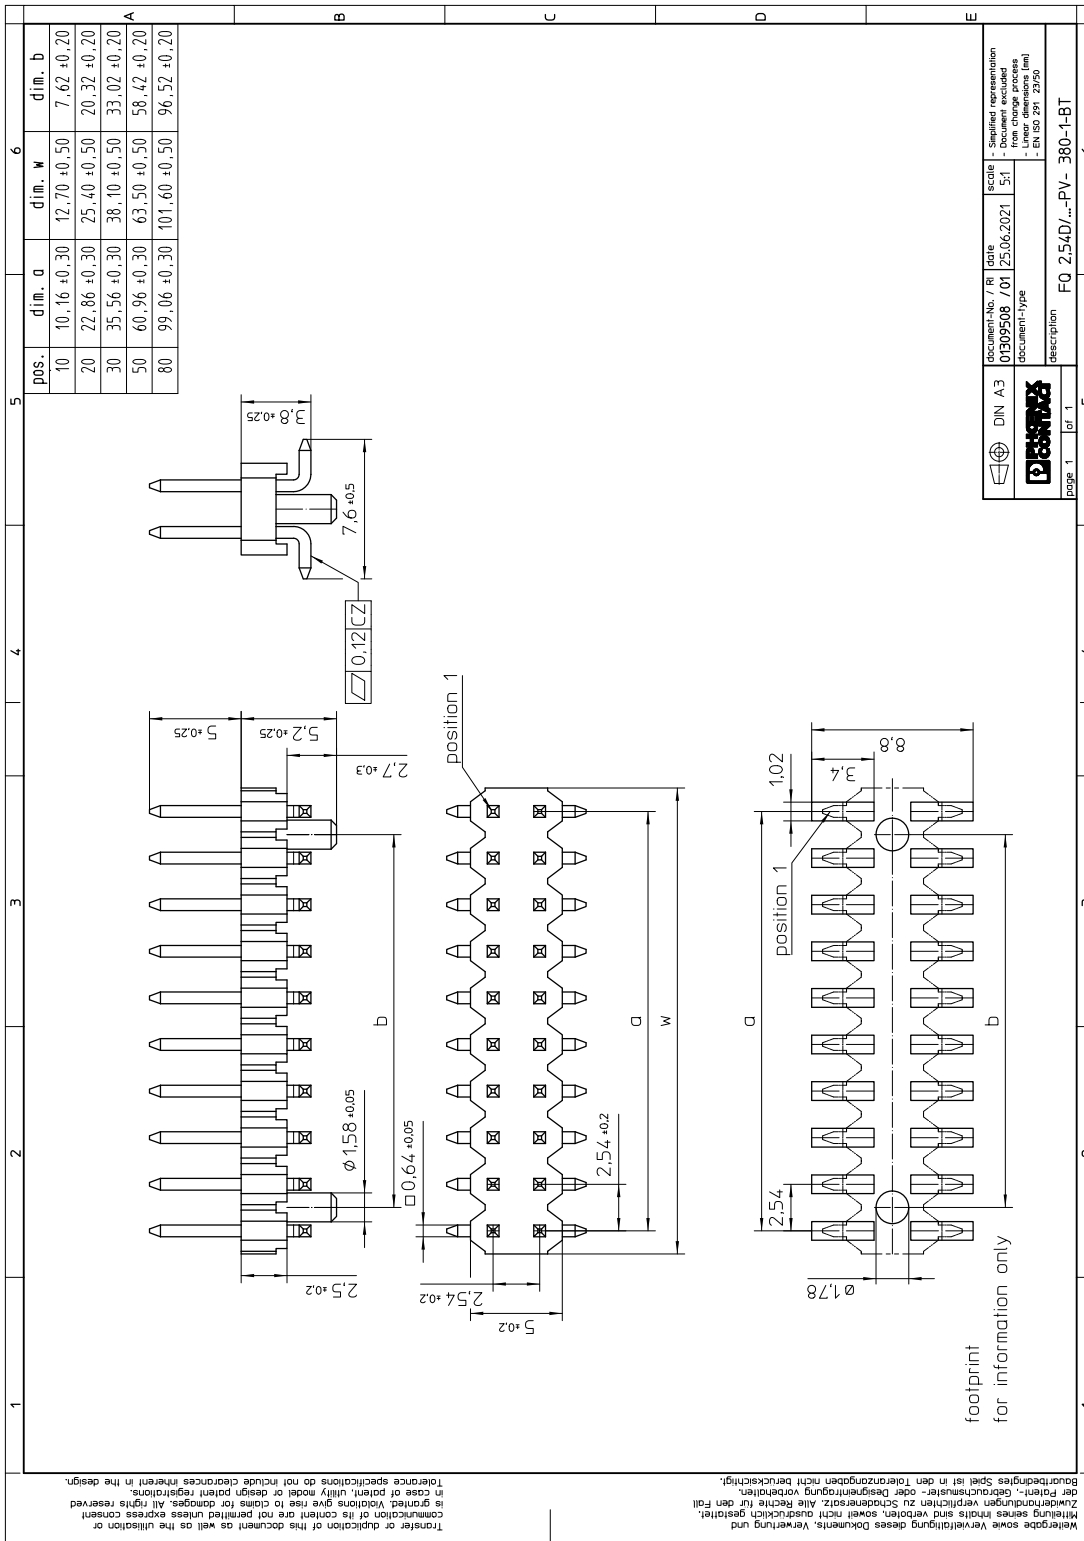 pos. dim. a dim. w dim. b
10 10,16 ±0,30 12,70 ±0,50 7,62 ±0,20
20 22,86 ±0,30 25,40 ±0,50 20,32 ±0,20
30 35,56 ±0,30 38,10 ±0,50 33,02 ±0,20
50 60,96 ±0,30 63,50 ±0,50 58,42 ±0,20
80 99,06 ±0,30 101,60 ±0,50 96,52 ±0,20
1 2 3 4 5 6
A
B
C
D
E
5 ±0,25
5,2 ±0,25
2,7 ±0,3
b
⌀1,58 ±0,05
2,5 ±0,2
3,8 ±0,25
7,6 ±0,5
0,12 CZ
position 1
□0,64 ±0,05
a
w
2,54 ±0,2
2,54 ±0,2
5 ±0,2
8,8
3,4
1,02
position 1
a
2,54
b
⌀1,78
footprint
for information only
DIN A3
PHOENIX
CONTACT
page 1 of 1
document-No. / RI
01309508 / 01
date
25.06.2021
scale
5:1
- Simplified representation
- Document excluded
from change process
- Linear dimensions [mm]
- EN ISO 291 23/50
document-type
description
FQ 2,54D/...-PV- 380-1-BT
Transfer or duplication of this document as well as the utilisation or
communication of its content are not permitted unless express consent
is granted. Violations give rise to claims for damages. All rights reserved
in case of patent, utility model or design patent registrations.
Tolerance specifications do not include clearances inherent in the design.
Weitergabe sowie Vervielfältigung dieses Dokuments, Verwertung und
Mitteilung seines Inhalts sind verboten, soweit nicht ausdrücklich gestattet.
Zuwiderhandlungen verpflichten zu Schadenersatz. Alle Rechte für den Fall
der Patent-, Gebrauchsmuster- oder Designeintragung vorbehalten.
Bauartbedingtes Spiel ist in den Toleranzangaben nicht berücksichtigt.